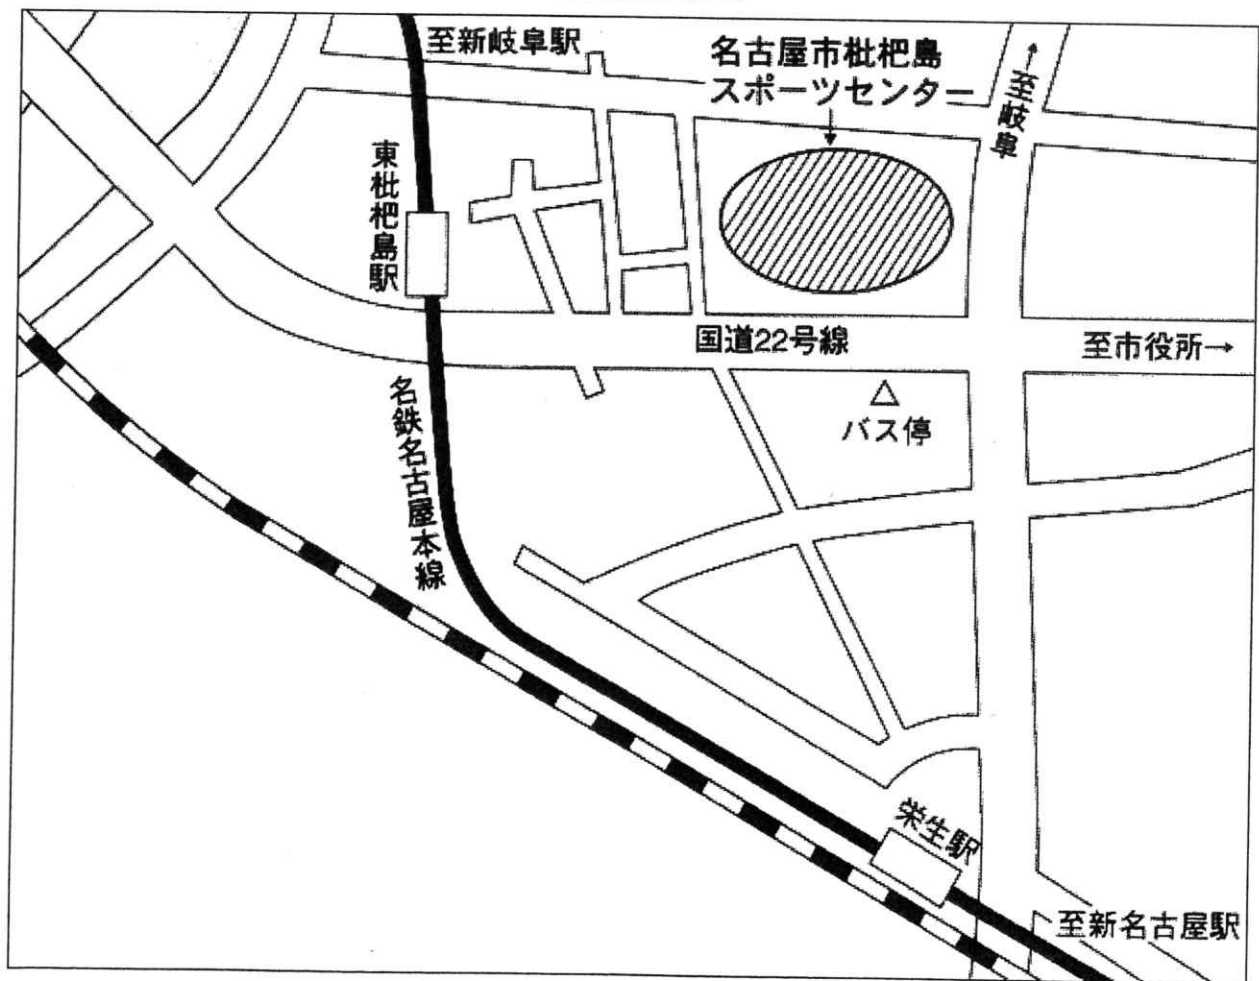 至新岐阜駅
名古屋市枇杷島
スポーツセンター
至岐阜
東枇杷島駅
国道22号線
至市役所→
バス停
名鉄名古屋本線
栄生駅
至新名古屋駅